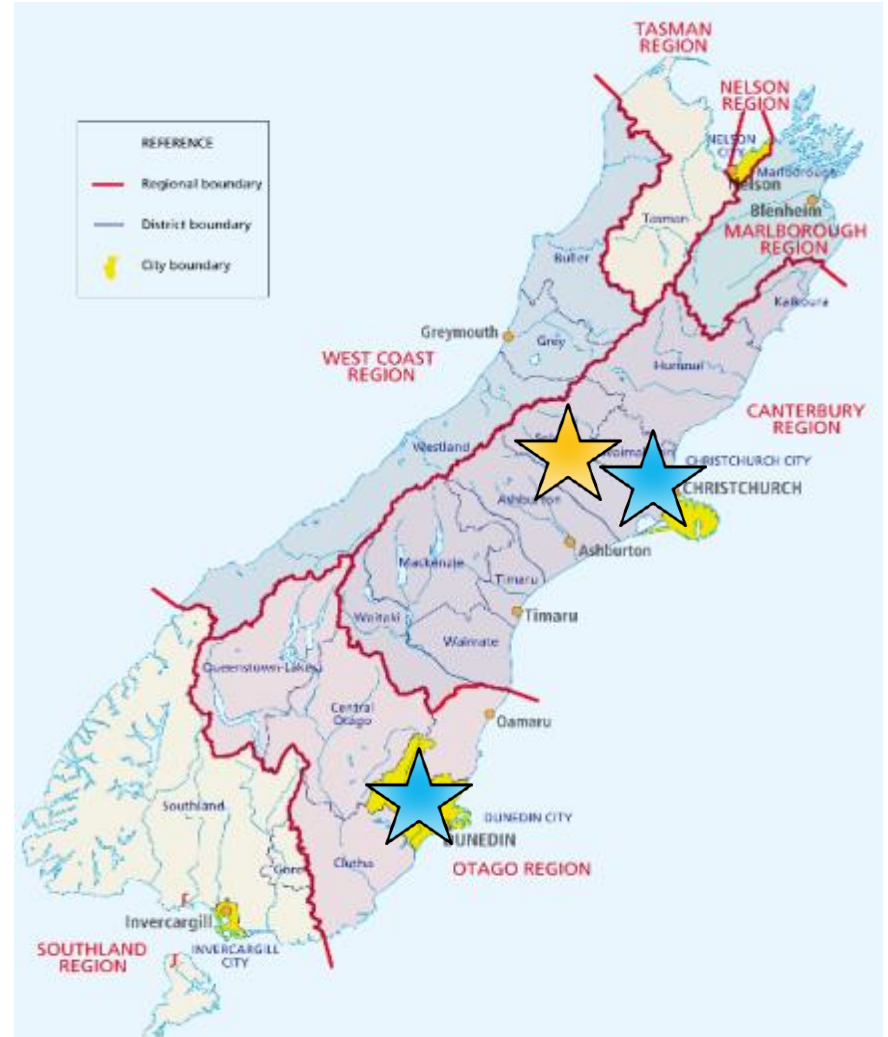 TASMAN
REGION
NELSON
REGION
NELSON
CITY
Marlborough
Nelson
REFERENCE
Regional boundary
District boundary
City boundary
Blenheim
MARLBOROUGH
REGION
Tasman
Buller
Kaikoura
Greymouth
Grey
WEST COAST
REGION
Hurunui
CANTERBURY
REGION
Westland
CHRISTCHURCH CITY
CHRISTCHURCH
Ashburton
Ashburton
Mackenzie
Timaru
Timaru
Waitaki
Waimate
Queenstown-Lakes
Central
Otago
Oamaru
Southland
DUNEDIN CITY
UNEDIN
Clutha
OTAGO REGION
Gore
Invercargill
INVERCARGILL
CITY
SOUTHLAND
REGION